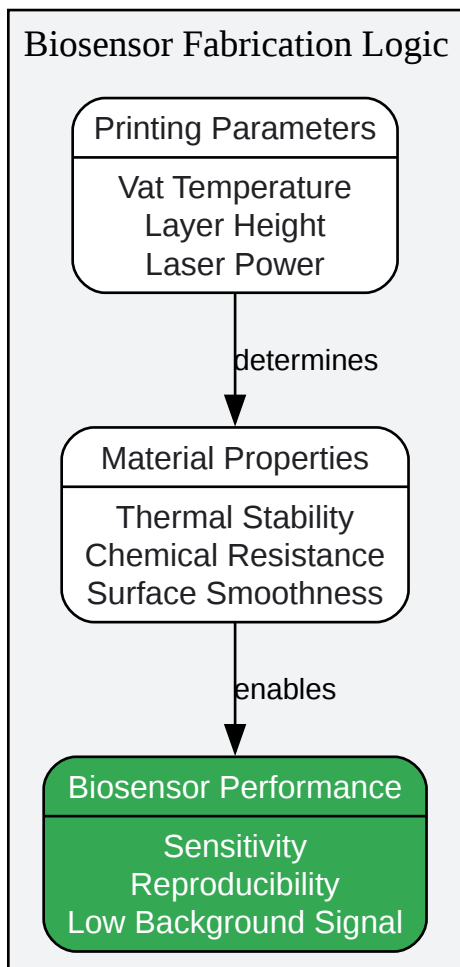 Biosensor Fabrication Logic
Printing Parameters
Vat Temperature
Layer Height
Laser Power
determines
Material Properties
Thermal Stability
Chemical Resistance
Surface Smoothness
enables
Biosensor Performance
Sensitivity
Reproducibility
Low Background Signal